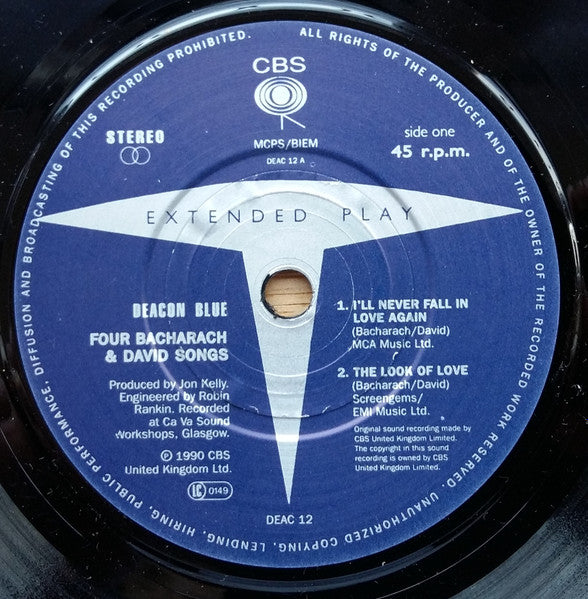 ALL RIGHTS OF THE PRODUCER AND OF THE OWNER OF THE RECORDED WORK RESERVED. UNAUTHORIZED COPYING, LENDING, HIRING, PUBLIC PERFORMANCE, DIFFUSION AND BROADCASTING OF THIS RECORDING PROHIBITED.
CBS
MCPS/BIEM
DEAC 12 A
STEREO
side one
45 r.p.m.
EXTENDED PLAY
DEACON BLUE
FOUR BACHARACH
& DAVID SONGS
Produced by Jon Kelly.
Engineered by Robin
Rankin. Recorded
at Ca Va Sound
Workshops, Glasgow.
℗ 1990 CBS
United Kingdom Ltd.
LC 0149
1. I'LL NEVER FALL IN
LOVE AGAIN
(Bacharach/David)
MCA Music Ltd.
2. THE LOOK OF LOVE
(Bacharach/David)
Screengems/
EMI Music Ltd.
Original sound recording made by
CBS United Kingdom Limited.
The copyright in this sound
recording is owned by CBS
United Kingdom Limited.
DEAC 12